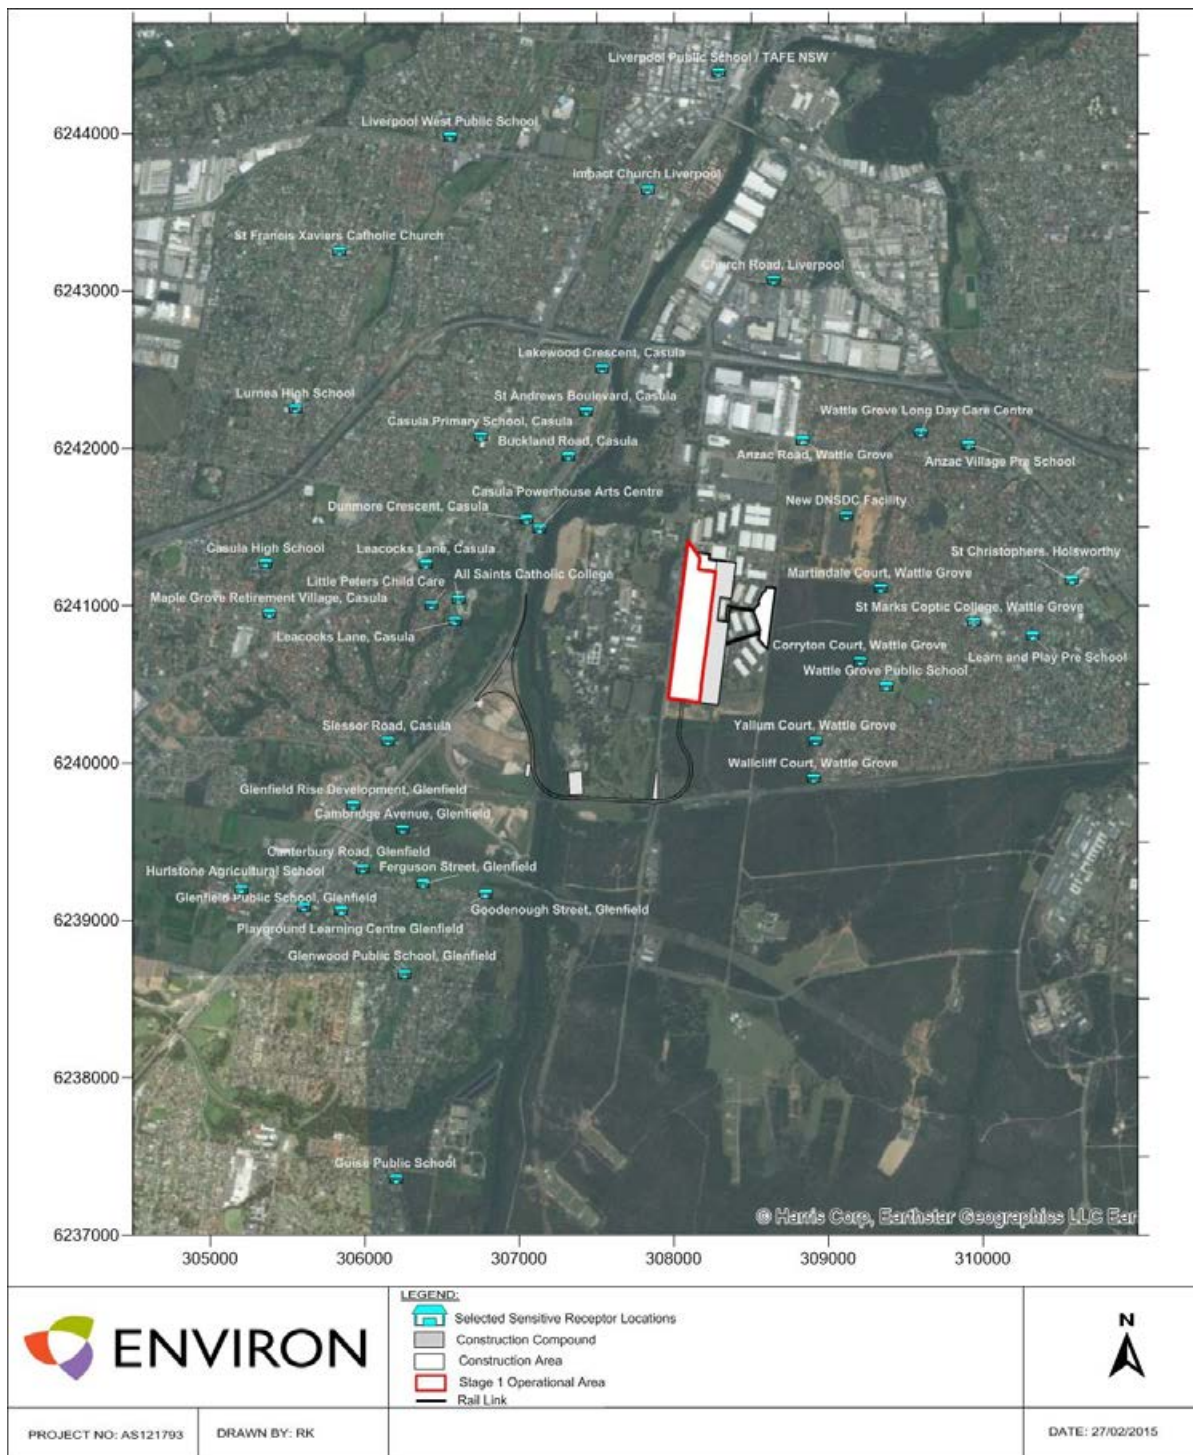 Liverpool Public School / TAFE NSW
6244000
Liverpool West Public School
Impact Church Liverpool
St Francis Xaviers Catholic Church
Church Road, Liverpool
6243000
Lakewood Crescent, Casula
Lurnea High School
St Andrews Boulevard, Casula
Casula Primary School, Casula
Wattle Grove Long Day Care Centre
Buckland Road, Casula
6242000
Anzac Road, Wattle Grove
Anzac Village Pre School
Casula Powerhouse Arts Centre
Dunmore Crescent, Casula
New DNSDC Facility
Casula High School
Leacocks Lane, Casula
St Christophers. Holsworthy
All Saints Catholic College
Martindale Court, Wattle Grove
Little Peters Child Care
Maple Grove Retirement Village, Casula
6241000
St Marks Coptic College, Wattle Grove
Leacocks Lane, Casula
Corryton Court, Wattle Grove
Learn and Play Pre School
Wattle Grove Public School
Slessor Road, Casula
Yallum Court, Wattle Grove
6240000
Wallcliff Court, Wattle Grove
Glenfield Rise Development, Glenfield
Cambridge Avenue, Glenfield
Canterbury Road, Glenfield
Hurlstone Agricultural School
Ferguson Street, Glenfield
Glenfield Public School, Glenfield
Goodenough Street, Glenfield
6239000
Playground Learning Centre Glenfield
Glenwood Public School, Glenfield
6238000
Guise Public School
© Harris Corp, Earthstar Geographics LLC Ear
6237000
305000 306000 307000 308000 309000 310000
LEGEND:
Selected Sensitive Receptor Locations
Construction Compound
Construction Area
Stage 1 Operational Area
Rail Link
ENVIRON
N
PROJECT NO: AS121793
DRAWN BY: RK
DATE: 27/02/2015